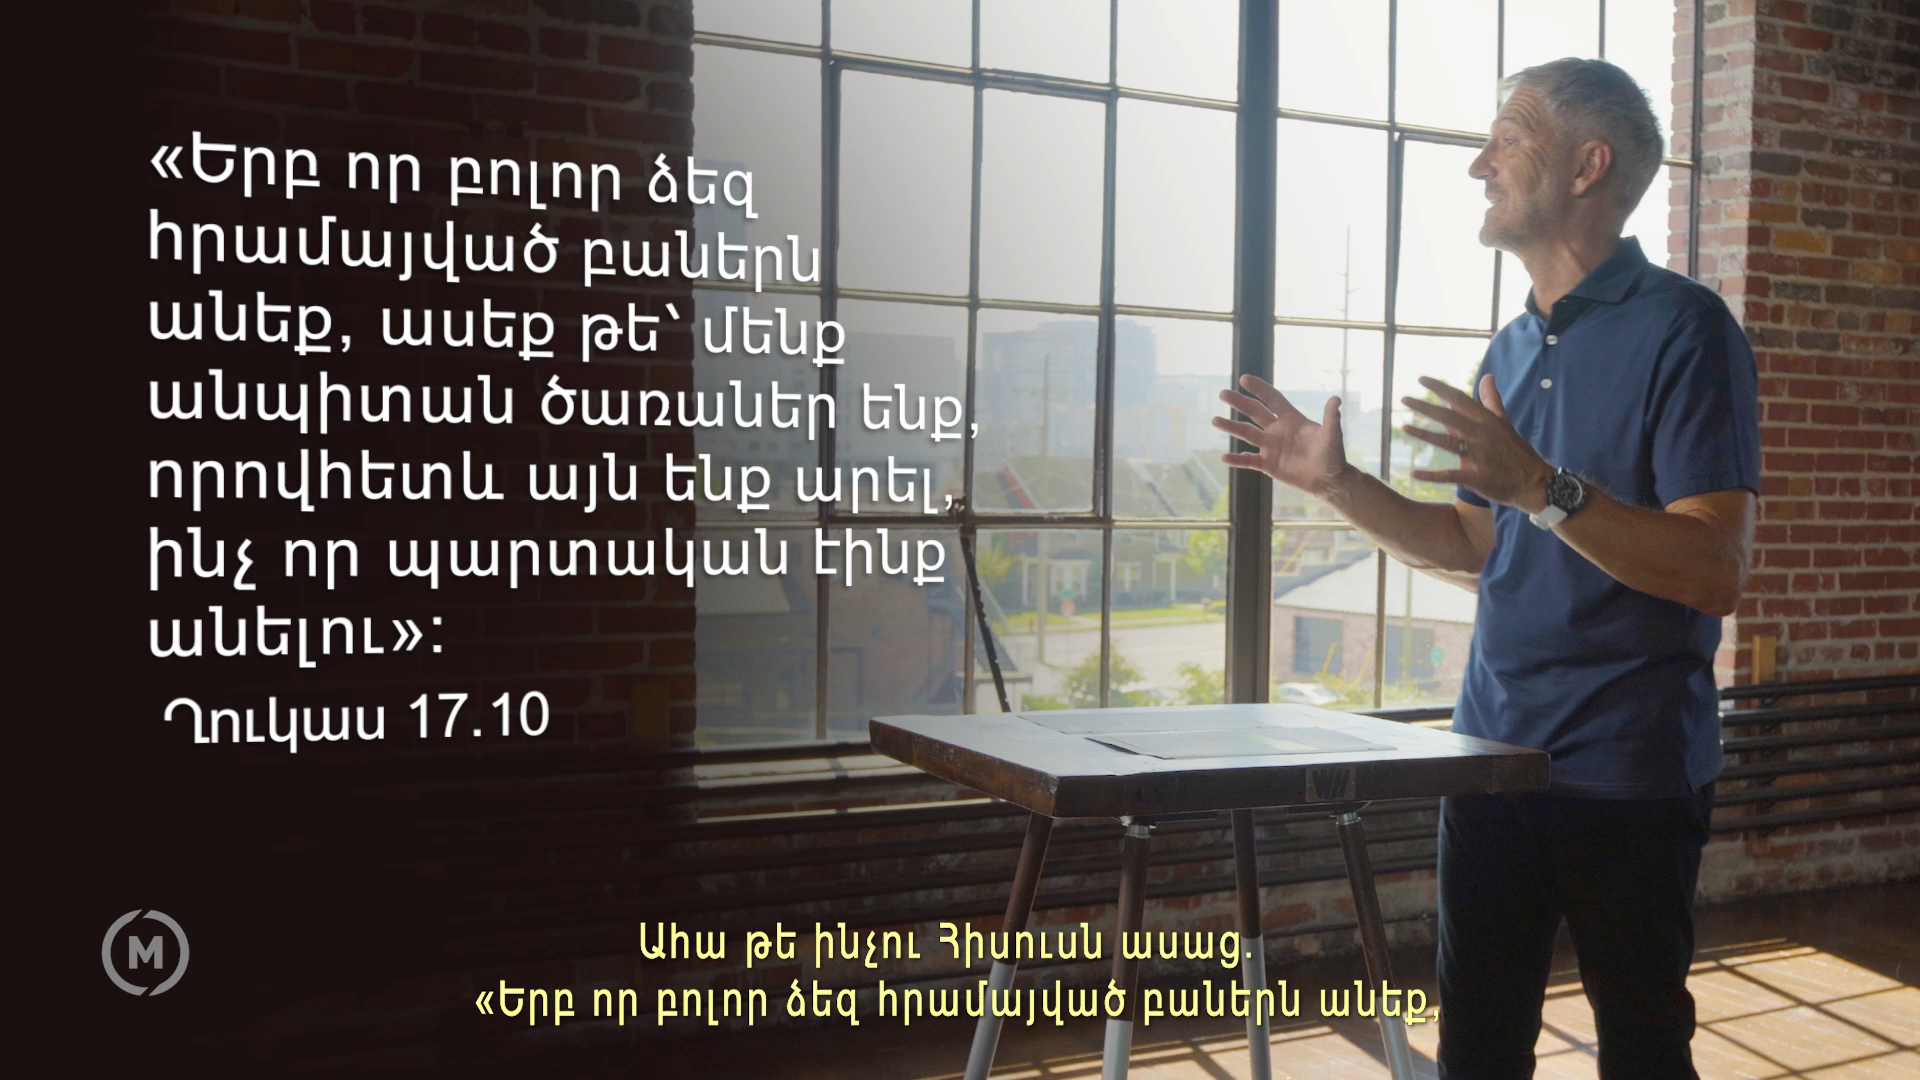 «Երբ որ բոլոր ձեզ
հրամայված բաներն
անեք, ասեք թե՝ մենք
անպիտան ծառաներ ենք,
որովհետև այն ենք արել,
ինչ որ պարտական էինք
անելու»:
Ղուկաս 17.10
M
Ահա թե ինչու Հիսուսն ասաց.
«Երբ որ բոլոր ձեզ հրամայված բաներն անեք,